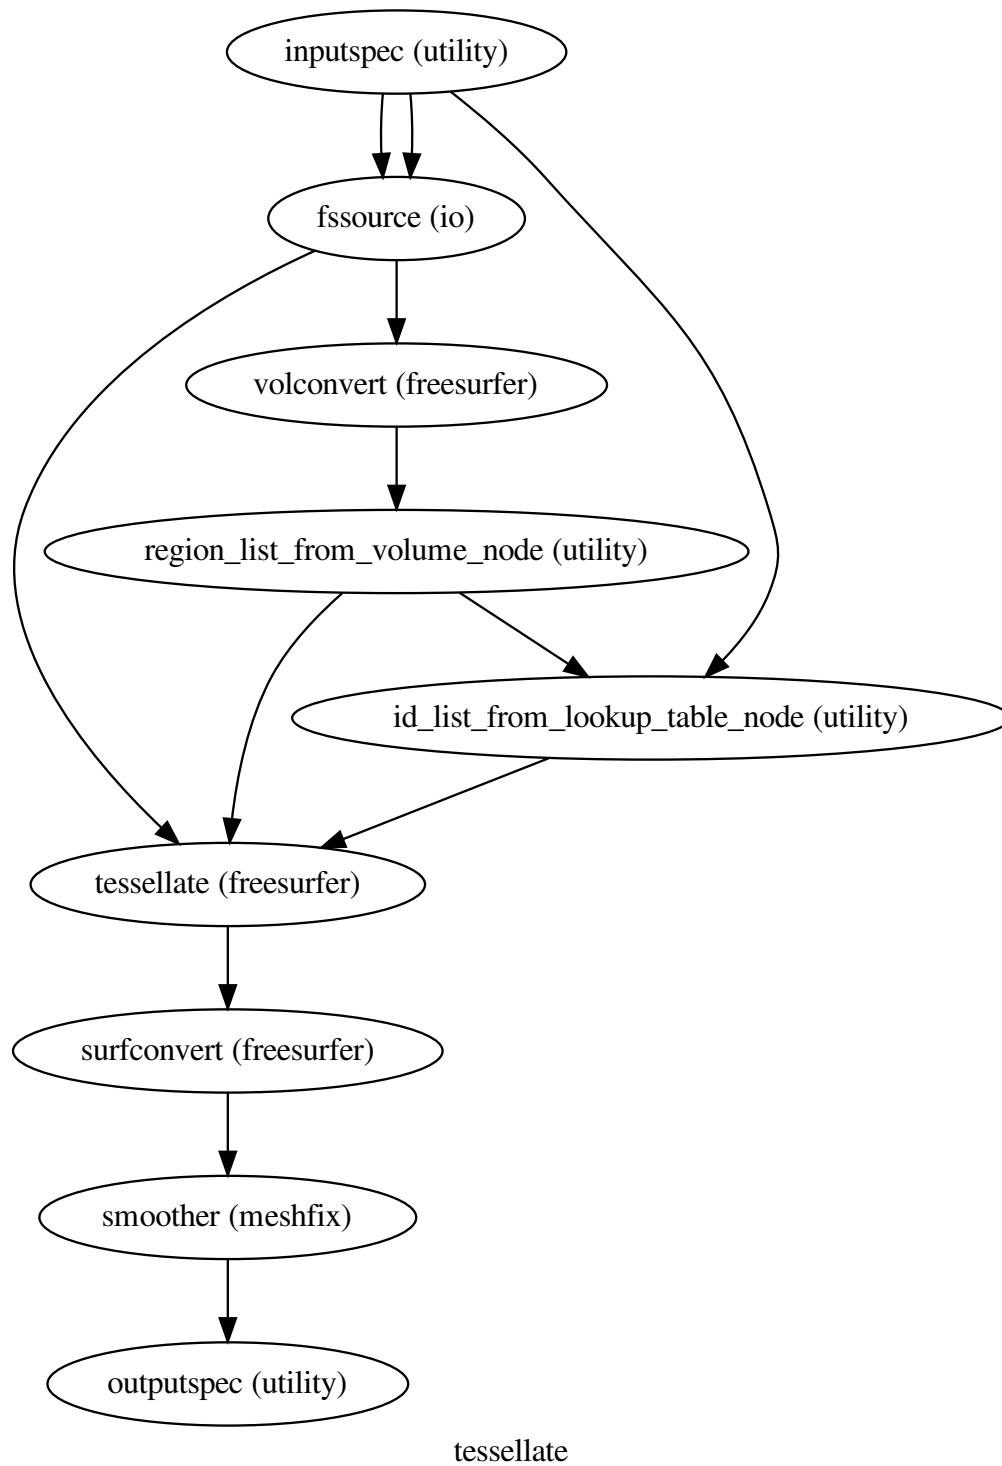 inputspec (utility)
fssource (io)
volconvert (freesurfer)
region_list_from_volume_node (utility)
id_list_from_lookup_table_node (utility)
tessellate (freesurfer)
surfconvert (freesurfer)
smoother (meshfix)
outputspec (utility)
tessellate